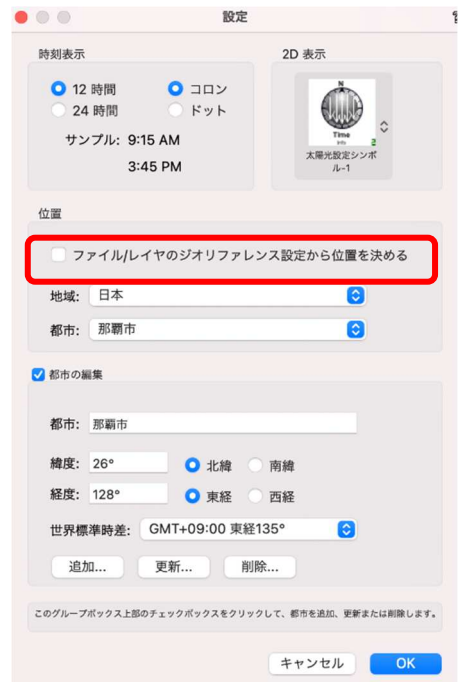 設定
時刻表示
2D 表示
12 時間
コロン
24 時間
ドット
サンプル: 9:15 AM
3:45 PM
N
Time
太陽光設定シンボ
ル-1
位置
ファイル/レイヤのジオリファレンス設定から位置を決める
地域: 日本
都市: 那覇市
都市の編集
都市: 那覇市
緯度: 26° 北緯 南緯
経度: 128° 東経 西経
世界標準時差: GMT+09:00 東経135°
追加... 更新... 削除...
このグループボックス上部のチェックボックスをクリックして、都市を追加、更新または削除します。
キャンセル OK